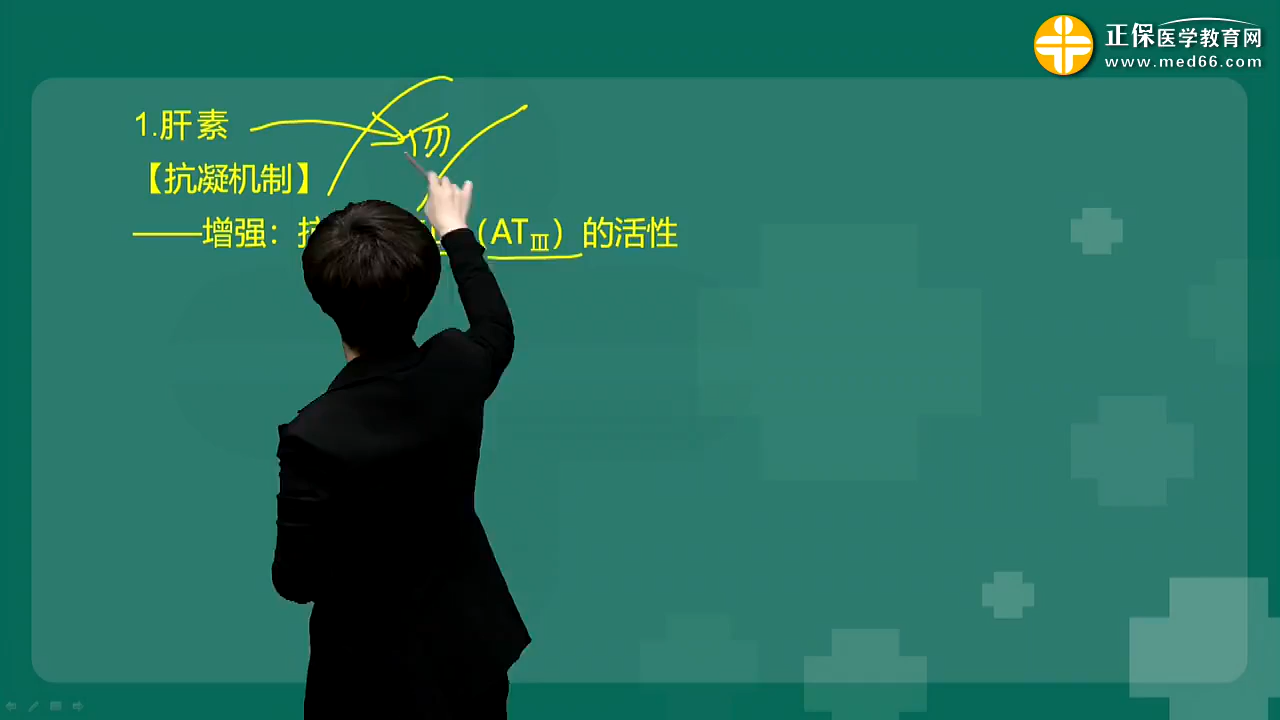 正保医学教育网
www.med66.com
1.肝素
【抗凝机制】
——增强：抗 （ATⅢ）的活性